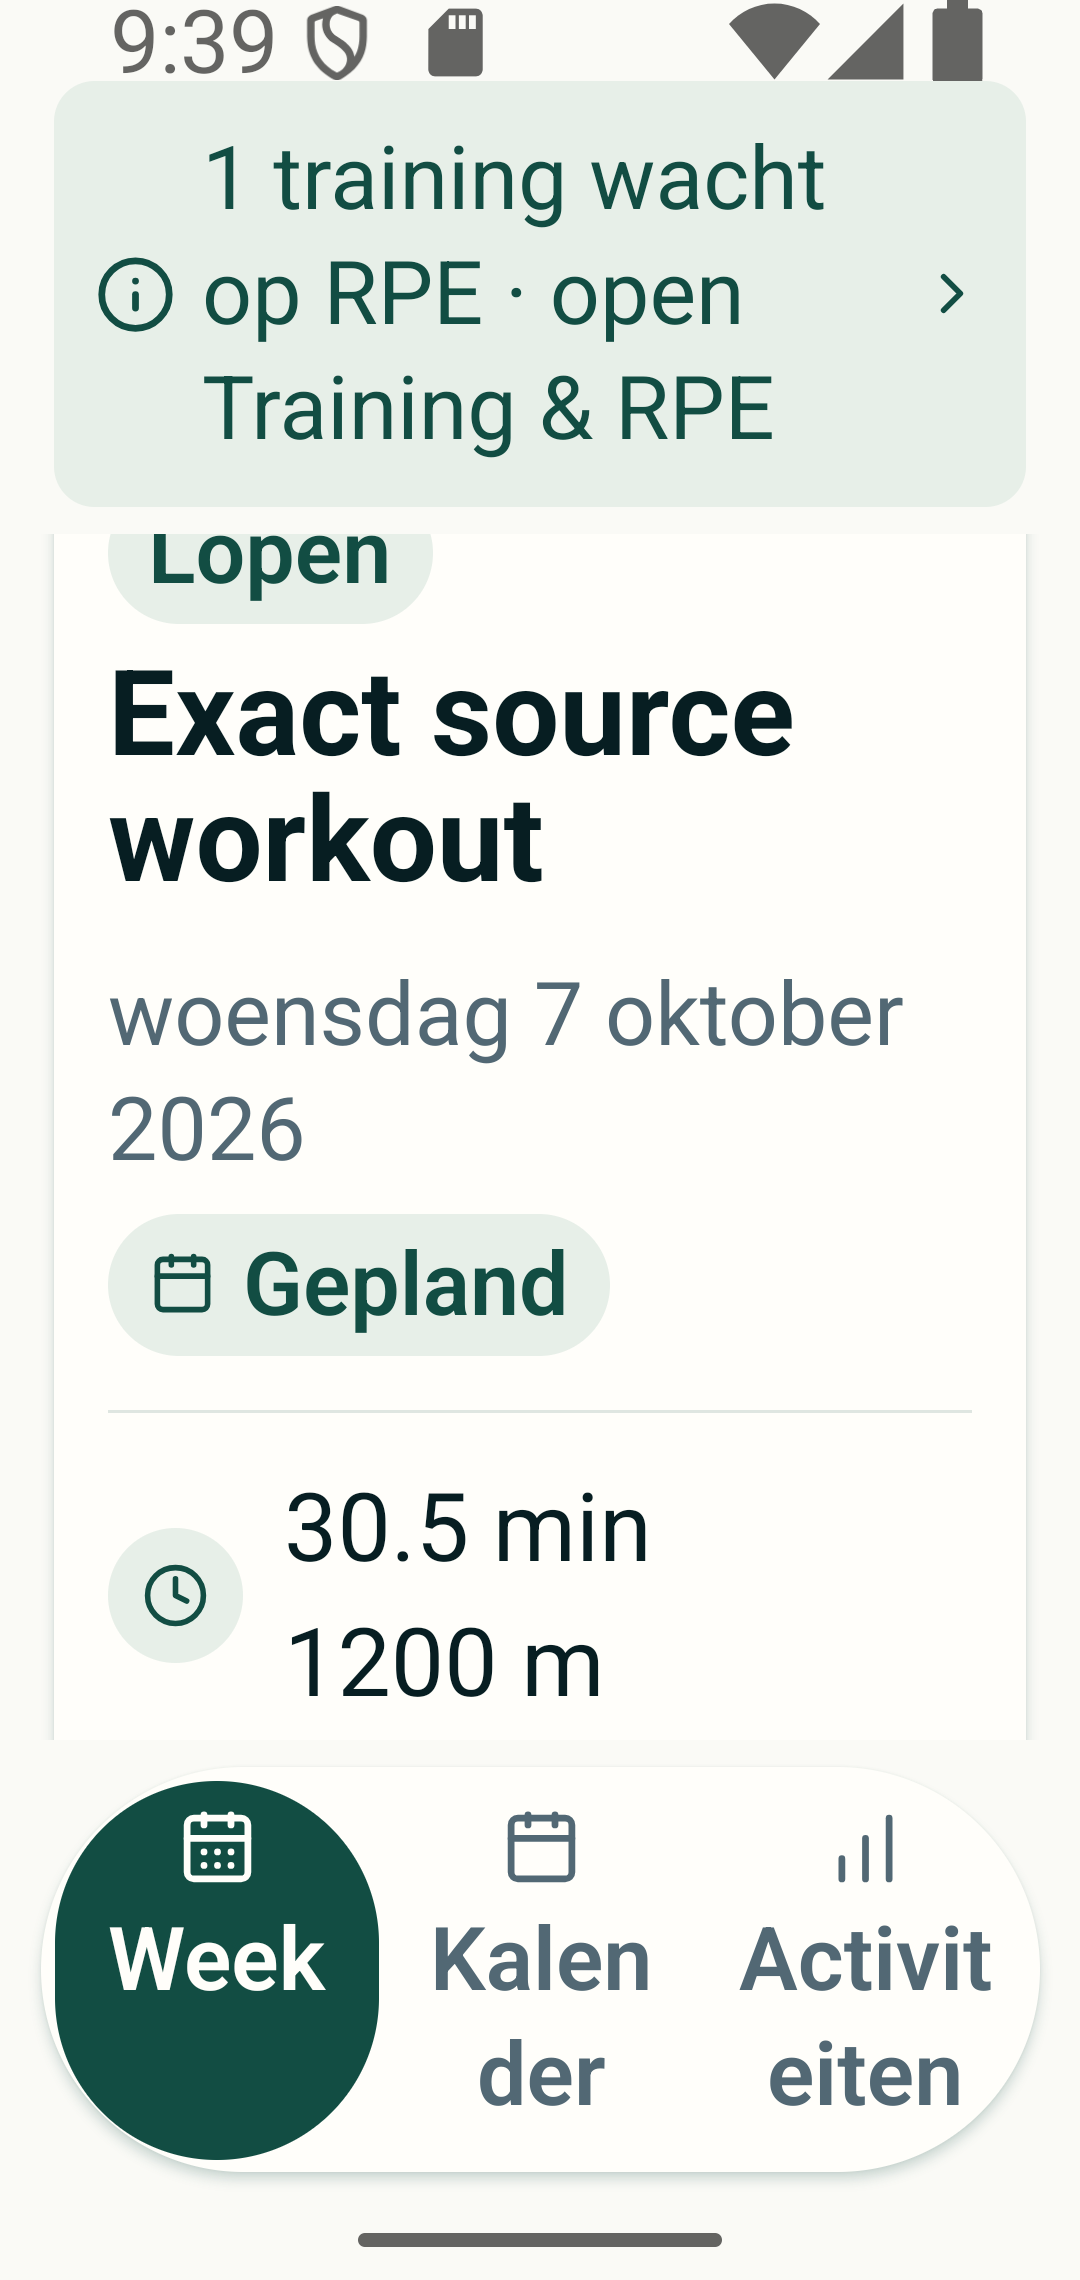 9:39
1 training wacht
op RPE · open
Training & RPE
Lopen
Exact source
workout
woensdag 7 oktober
2026
Gepland
30.5 min
1200 m
Week
Kalen
der
Activit
eiten